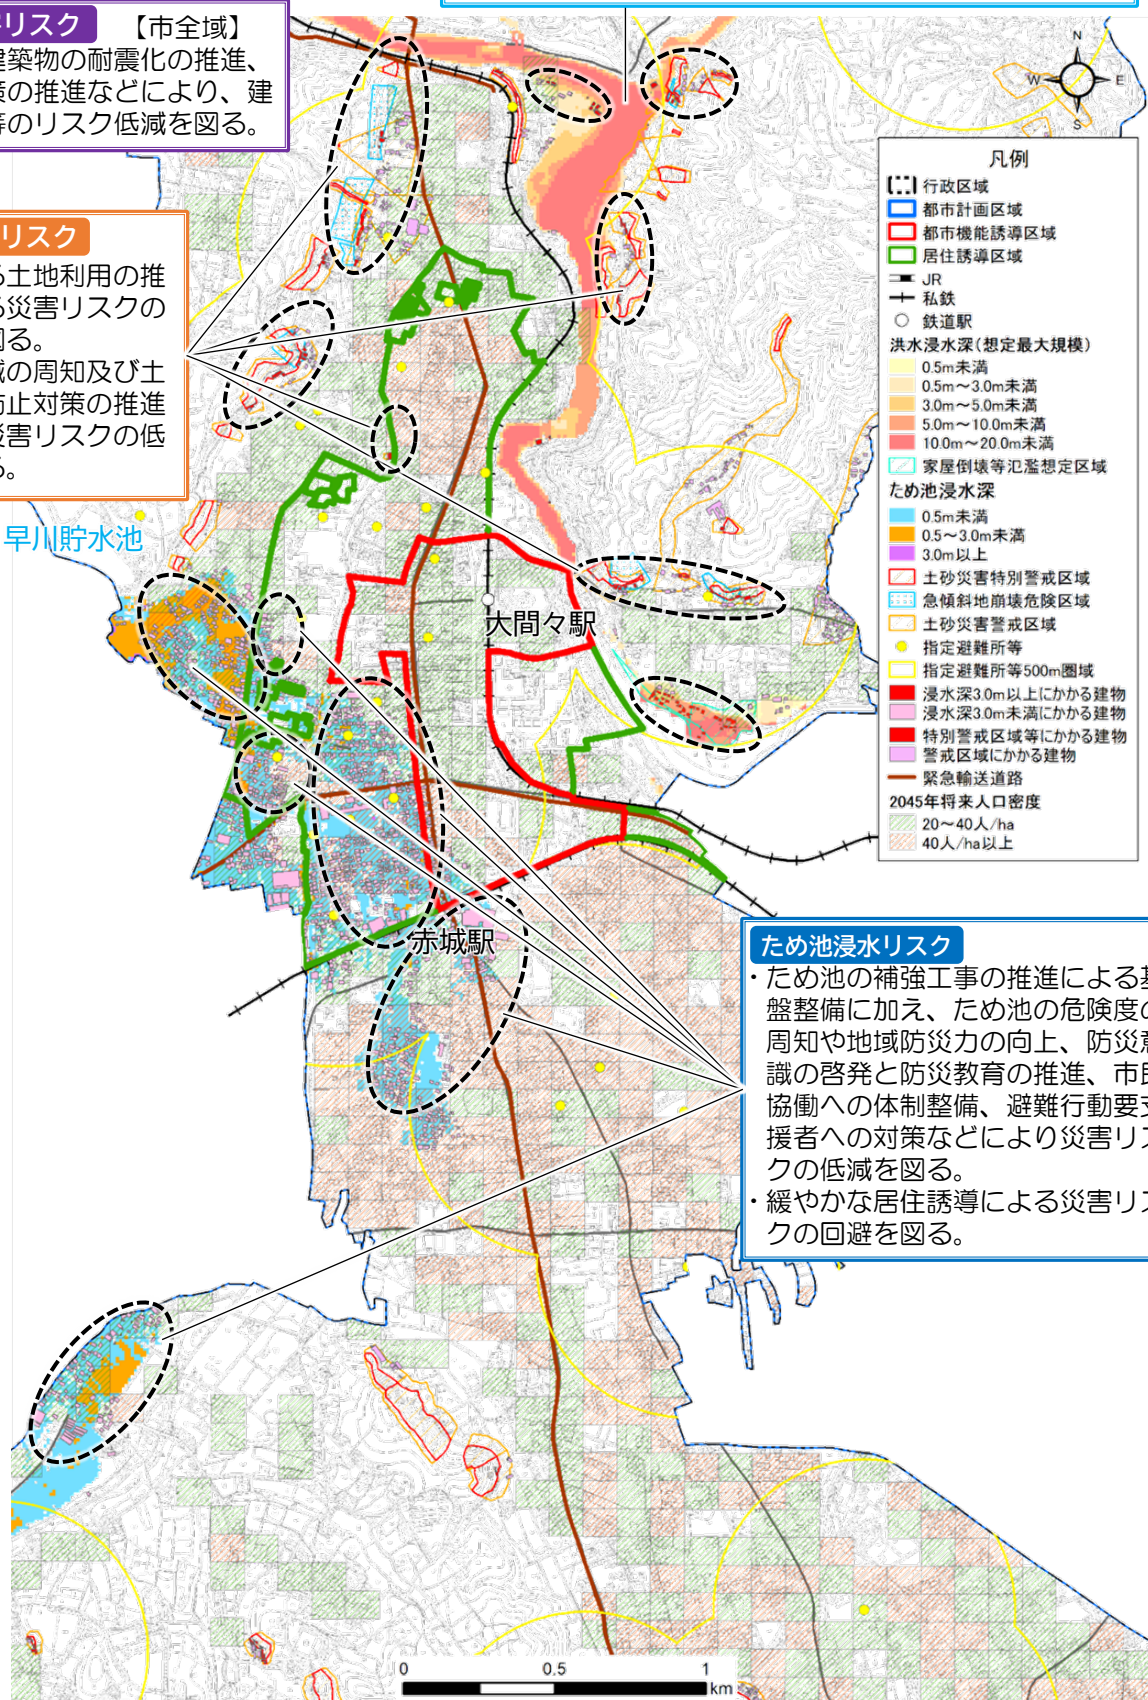 リスク 【市全域】
建築物の耐震化の推進、
策の推進などにより、建
等のリスク低減を図る。
リスク
る土地利用の推
る災害リスクの
図る。
域の周知及び土
防止対策の推進
災害リスクの低
る。
早川貯水池
N
W
E
S
凡例
行政区域
都市計画区域
都市機能誘導区域
居住誘導区域
JR
私鉄
鉄道駅
洪水浸水深(想定最大規模)
0.5m未満
0.5m～3.0m未満
3.0m～5.0m未満
5.0m～10.0m未満
10.0m～20.0m未満
家屋倒壊等氾濫想定区域
ため池浸水深
0.5m未満
0.5～3.0m未満
3.0m以上
土砂災害特別警戒区域
急傾斜地崩壊危険区域
土砂災害警戒区域
指定避難所等
指定避難所等500m圏域
浸水深3.0m以上にかかる建物
浸水深3.0m未満にかかる建物
特別警戒区域等にかかる建物
警戒区域にかかる建物
緊急輸送道路
2045年将来人口密度
20～40人/ha
40人/ha以上
大間々駅
赤城駅
ため池浸水リスク
・ため池の補強工事の推進による基
盤整備に加え、ため池の危険度の
周知や地域防災力の向上、防災意
識の啓発と防災教育の推進、市民
協働への体制整備、避難行動要支
援者への対策などにより災害リス
クの低減を図る。
・緩やかな居住誘導による災害リス
クの回避を図る。
0 0.5 1
km